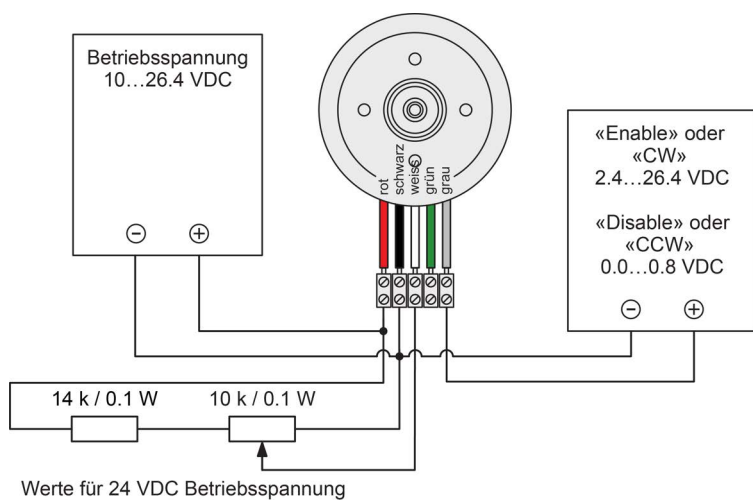 Betriebsspannung
10...26.4 VDC
− +
rot
schwarz
weiss
grün
grau
«Enable» oder
«CW»
2.4...26.4 VDC
«Disable» oder
«CCW»
0.0...0.8 VDC
− +
14 k / 0.1 W
10 k / 0.1 W
Werte für 24 VDC Betriebsspannung